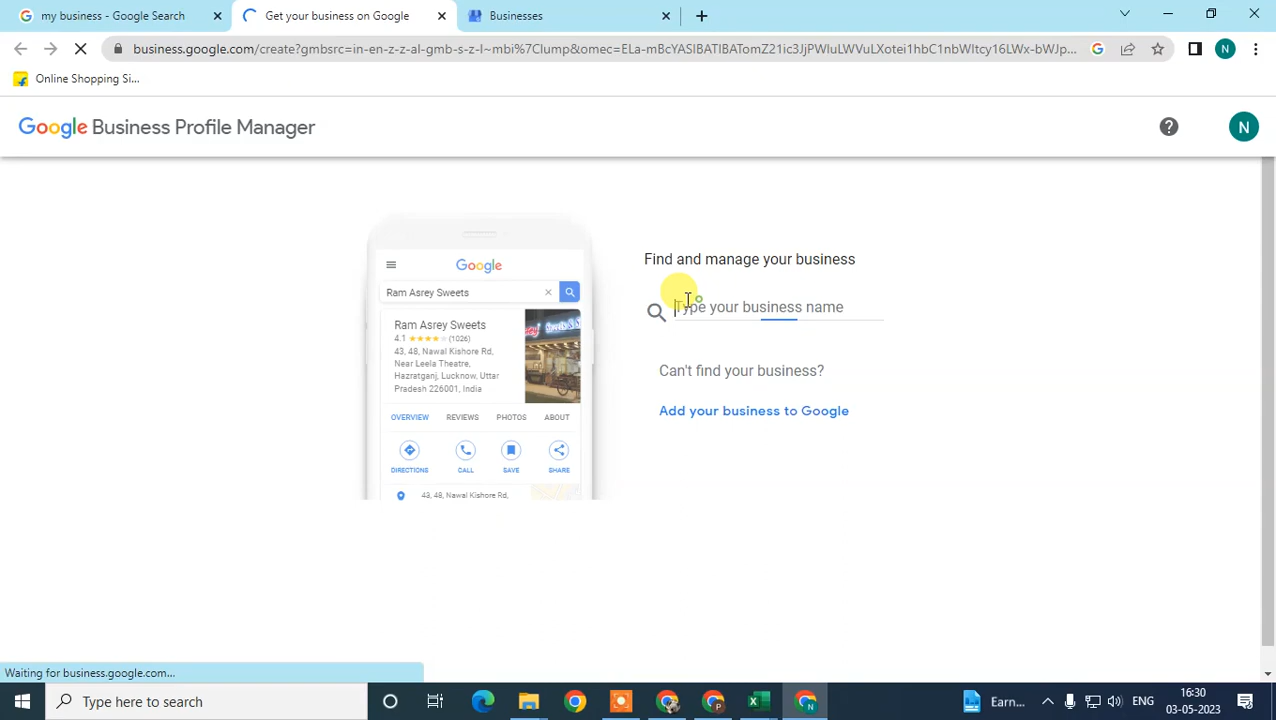 my business - Google Search
Get your business on Google
Businesses
business.google.com/create?gmbsrc=in-en-z-z-al-gmb-s-z-l~mbi%7Clump&omec=
N
Online Shopping Si...
Google Business Profile Manager
N
Google
Ram Asrey Sweets
Ram Asrey Sweets
4.1 (1026)
43, 48, Nawal Kishore Rd,
Near Leela Theatre,
Hazratganj, Lucknow, Uttar
Pradesh 226001, India
OVERVIEW REVIEWS PHOTOS ABOUT
DIRECTIONS CALL SAVE SHARE
43, 48, Nawal Kishore Rd,
Find and manage your business
Type your business name
Can't find your business?
Add your business to Google
Waiting for business.google.com...
Type here to search
Earn...
ENG
16:30
03-05-2023